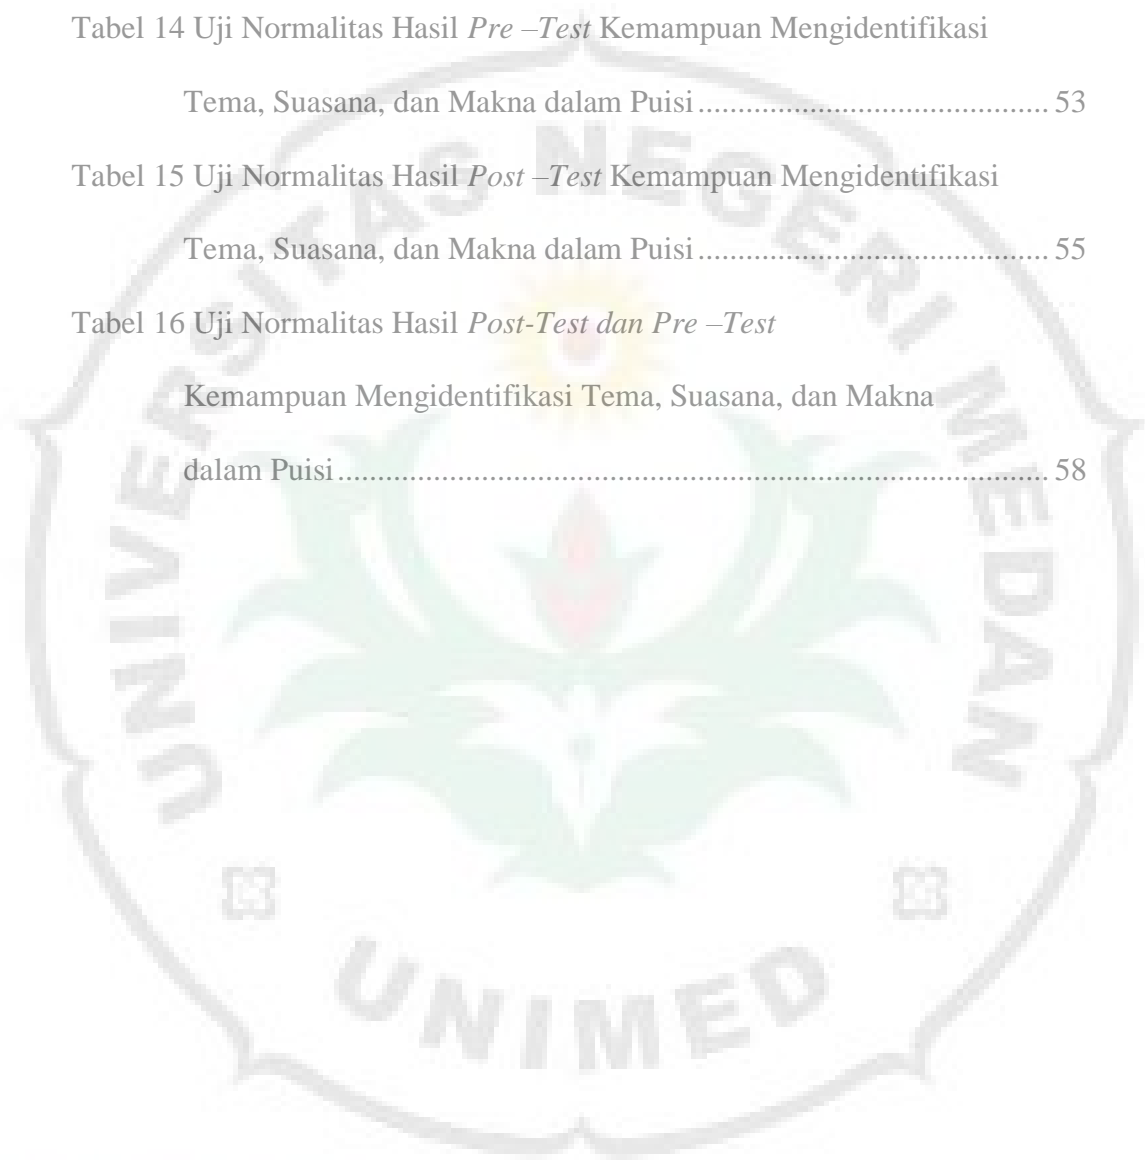 Tabel 14 Uji Normalitas Hasil Pre –Test Kemampuan Mengidentifikasi
Tema, Suasana, dan Makna dalam Puisi............................................ 53
Tabel 15 Uji Normalitas Hasil Post –Test Kemampuan Mengidentifikasi
Tema, Suasana, dan Makna dalam Puisi............................................ 55
Tabel 16 Uji Normalitas Hasil Post-Test dan Pre –Test
Kemampuan Mengidentifikasi Tema, Suasana, dan Makna
dalam Puisi......................................................................................... 58
UNIVERSITAS NEGERI MEDAN
UNIMED